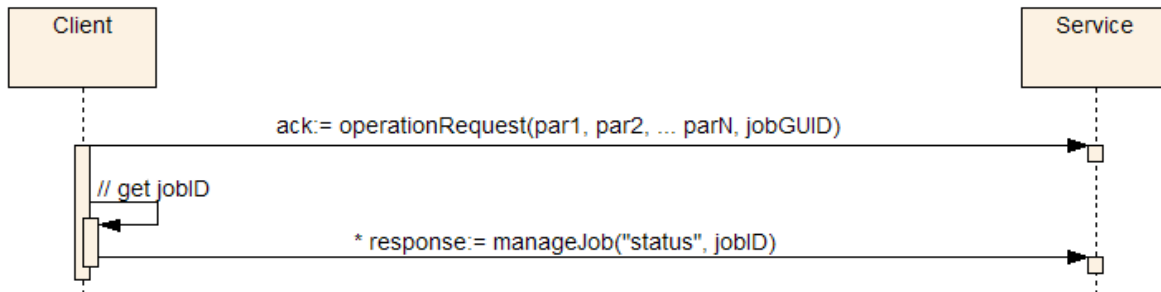 Client
Service
ack:= operationRequest(par1, par2, ... parN, jobGUID)
// get jobID
* response:= manageJob("status", jobID)